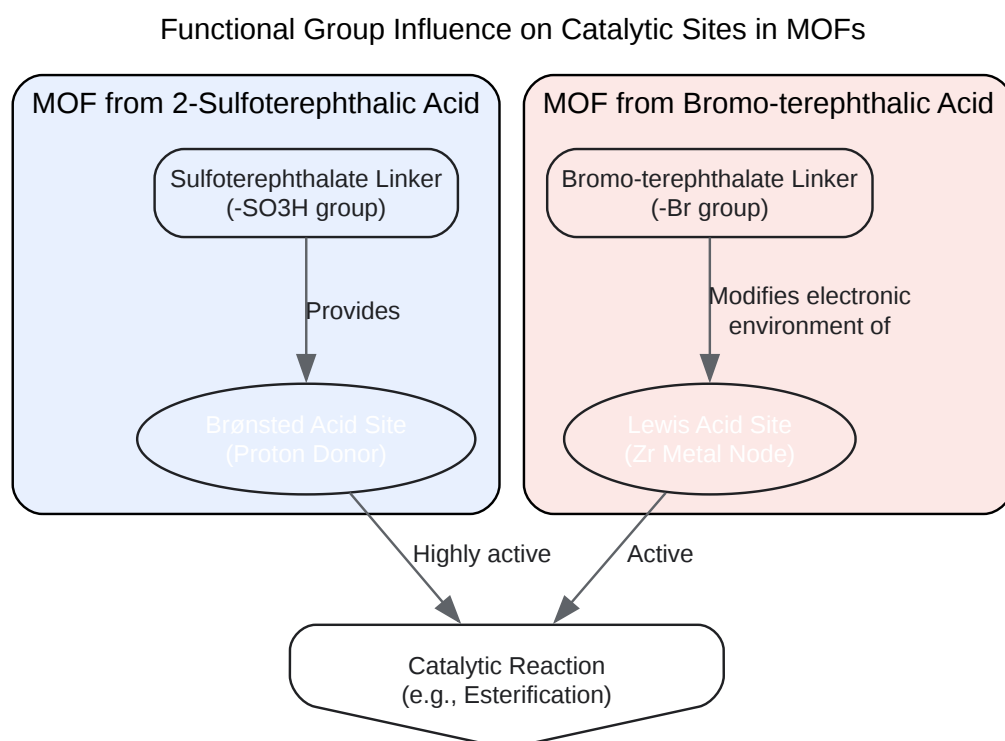 Functional Group Influence on Catalytic Sites in MOFs
MOF from 2-Sulfoterephthalic Acid
MOF from Bromo-terephthalic Acid
Sulfoterephthalate Linker
(-SO3H group)
Bromo-terephthalate Linker
(-Br group)
Provides
Modifies electronic
environment of
Brønsted Acid Site
(Proton Donor)
Lewis Acid Site
(Zr Metal Node)
Highly active
Active
Catalytic Reaction
(e.g., Esterification)